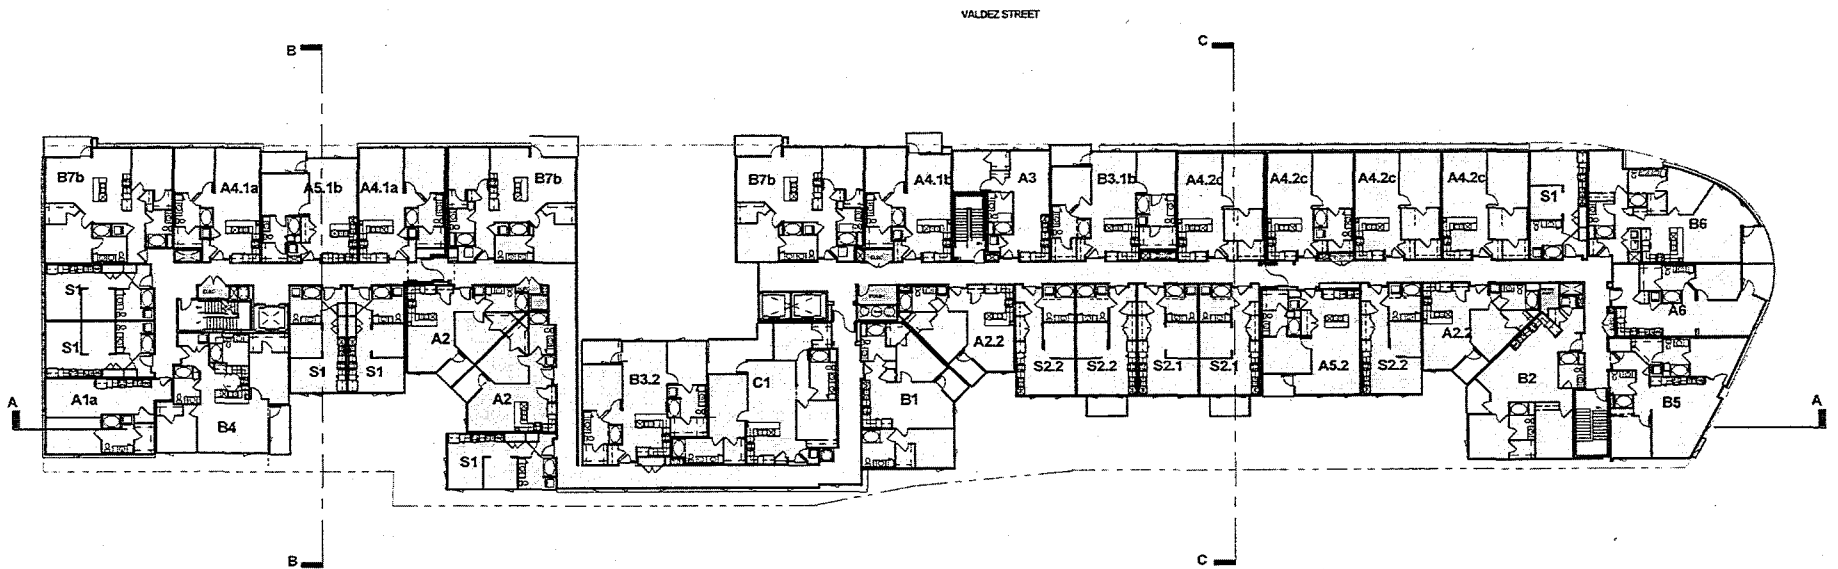 VALDEZ STREET
B
C
B7b
A4.1a
A5.1b
A4.1a
B7b
B7b
A4.1b
A3
B3.1b
A4.2c
A4.2c
A4.2c
A4.2c
S1
B6
S1
S1
A1a
B4
S1
S1
A2
A2
S1
B3.2
C1
B1
A2.2
S2.2
S2.2
S2.1
S2.1
A5.2
S2.2
A2.2
B2
A6
B5
A
A
B
C